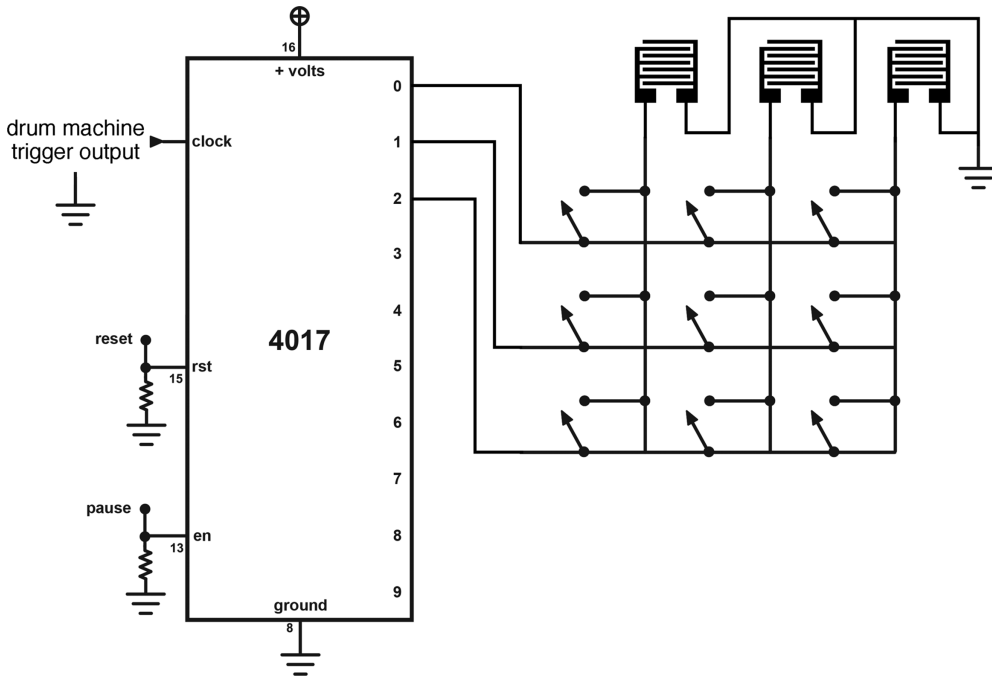 16
+ volts
0
drum machine
trigger output
clock
1
2
3
4
reset
4017
15
rst
5
6
7
pause
13
en
8
9
ground
8